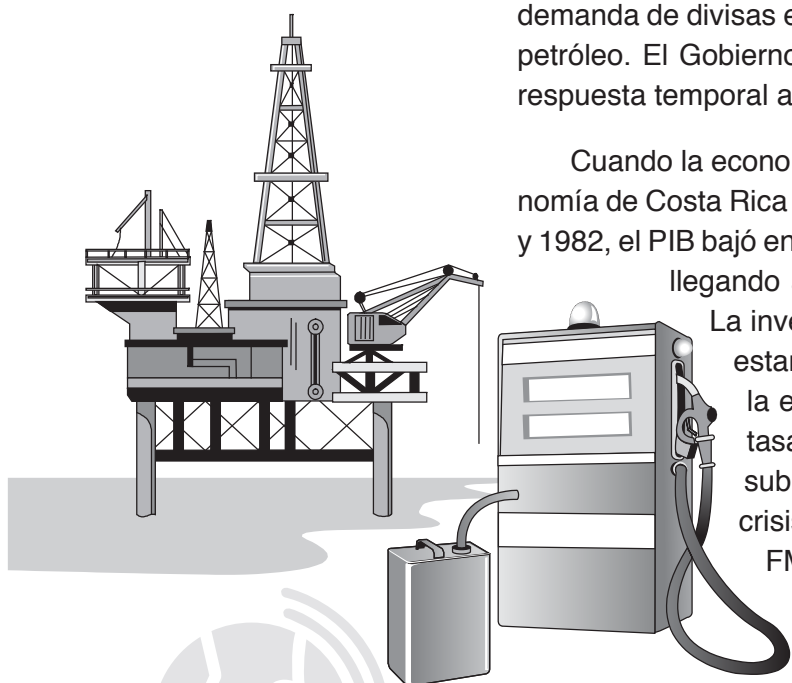 demanda de divisas e
petróleo. El Gobierno
respuesta temporal a
Cuando la econo
nomía de Costa Rica
y 1982, el PIB bajó en
llegando
La inve
estan
la e
tasa
sub
crisis
FM